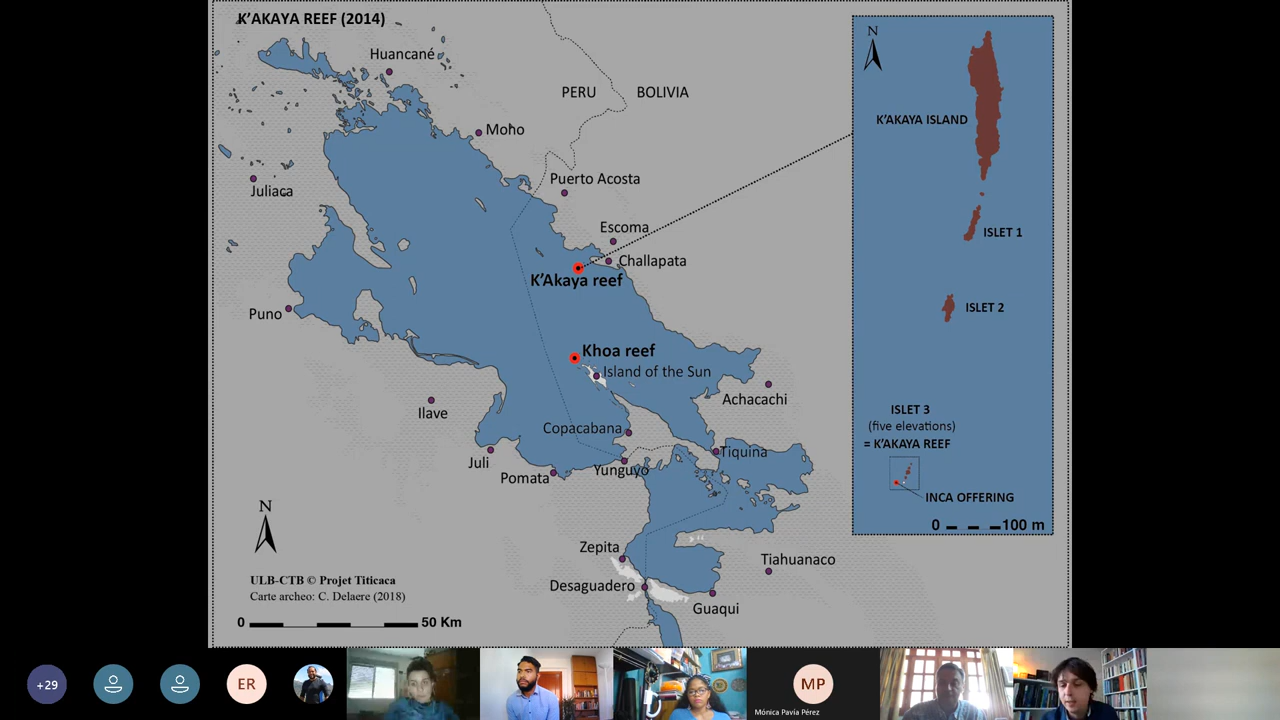 K'AKAYA REEF (2014)
Huancané
PERU
BOLIVIA
Moho
Juliaca
Puerto Acosta
Escoma
Challapata
K'Akaya reef
Puno
Khoa reef
Island of the Sun
Achacachi
Ilave
Copacabana
Tiquina
Juli
Yunguyo
Pomata
N
Zepita
Tiahuanaco
Desaguadero
Guaqui
ULB-CTB © Projet Titicaca
Carte archeo: C. Delaere (2018)
0 50 Km
N
K'AKAYA ISLAND
ISLET 1
ISLET 2
ISLET 3
(five elevations)
= K'AKAYA REEF
INCA OFFERING
0 100 m
+29
ER
MP
Mónica Pavía Pérez